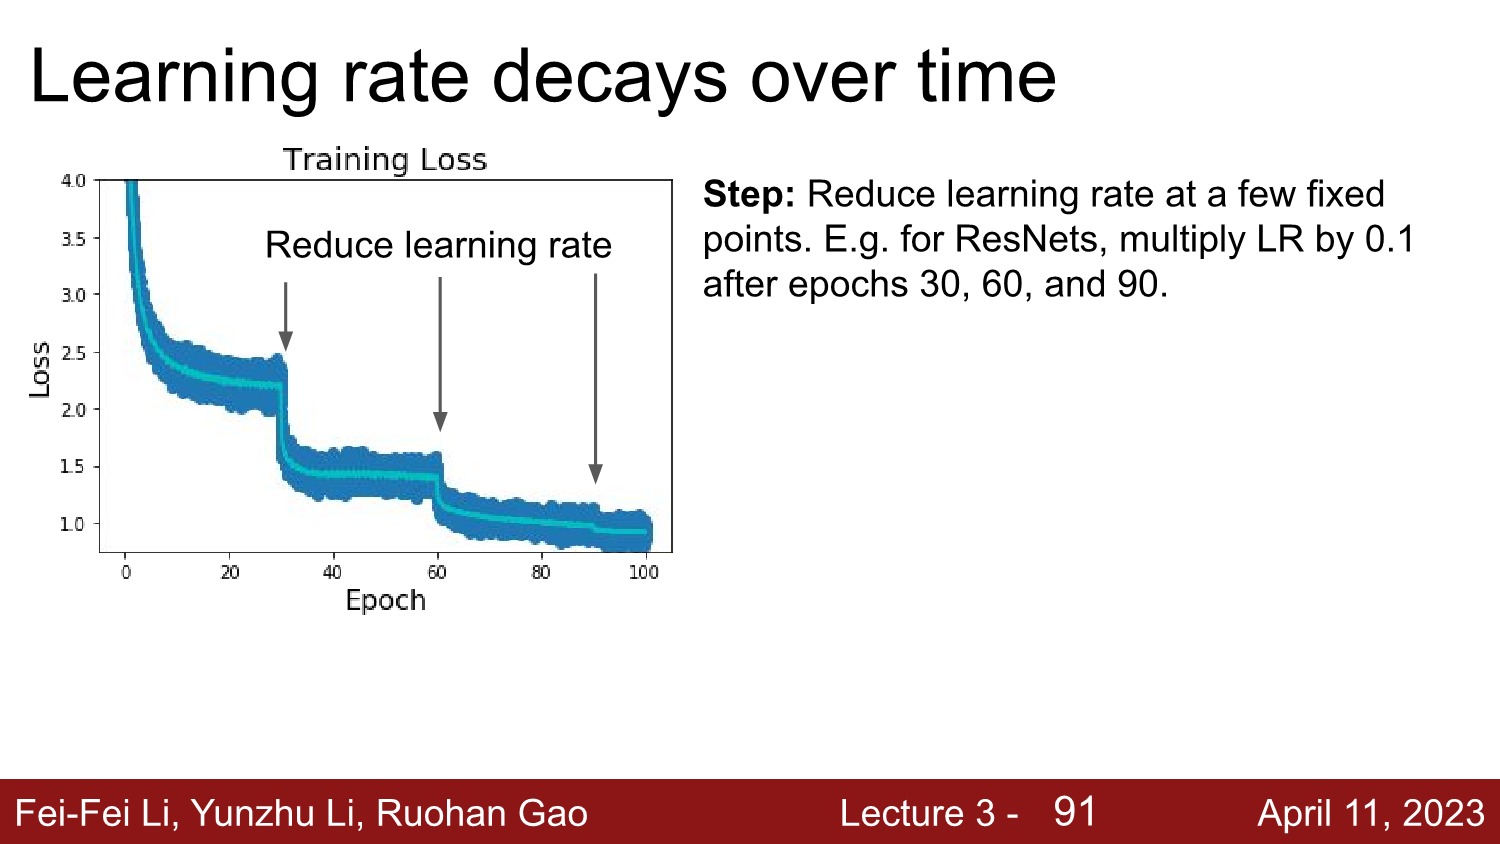 Learning rate decays over time
Training Loss
4.0
3.5
3.0
2.5
2.0
1.5
1.0
Loss
Reduce learning rate
0 20 40 60 80 100
Epoch
Step: Reduce learning rate at a few fixed
points. E.g. for ResNets, multiply LR by 0.1
after epochs 30, 60, and 90.
Fei-Fei Li, Yunzhu Li, Ruohan Gao Lecture 3 - 91 April 11, 2023